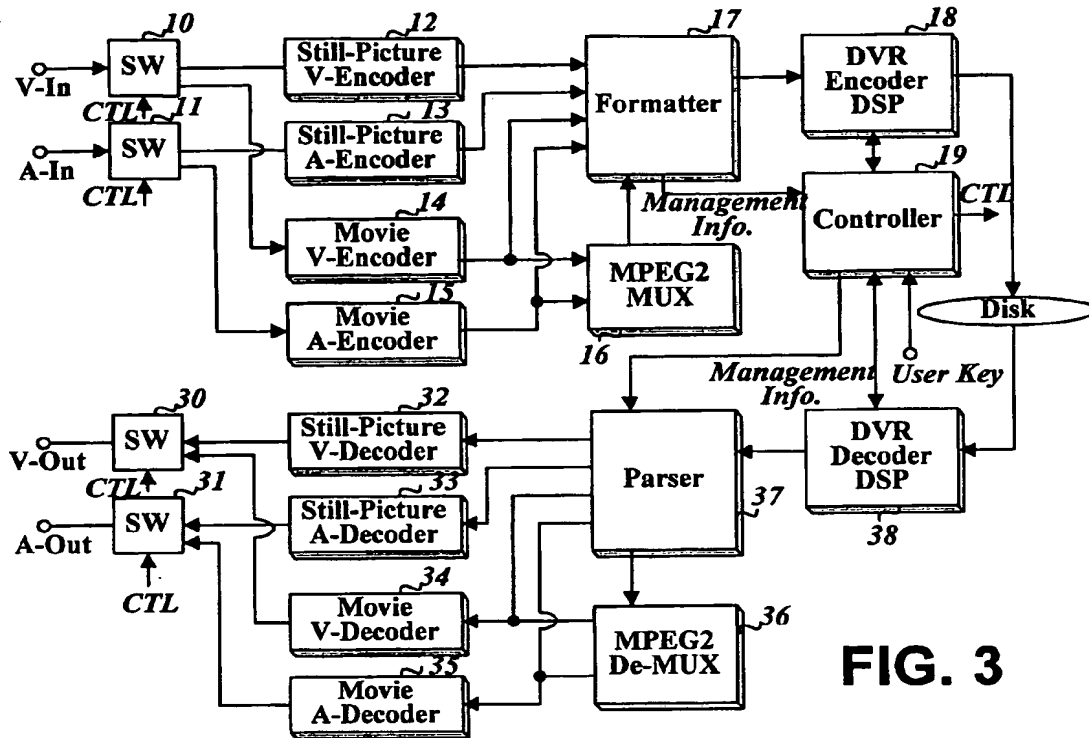 10
12
17
18
V-In
SW
Still-Picture
V-Encoder
Formatter
DVR
Encoder
DSP
CTL
11
13
19
A-In
SW
Still-Picture
A-Encoder
CTL
Management
Info.
Controller
CTL
14
Movie
V-Encoder
MPEG2
MUX
15
Movie
A-Encoder
16
Disk
Management
Info.
User Key
30
32
V-Out
SW
Still-Picture
V-Decoder
Parser
37
DVR
Decoder
DSP
38
CTL
31
33
A-Out
SW
Still-Picture
A-Decoder
CTL
34
Movie
V-Decoder
MPEG2
De-MUX
36
35
Movie
A-Decoder
FIG. 3